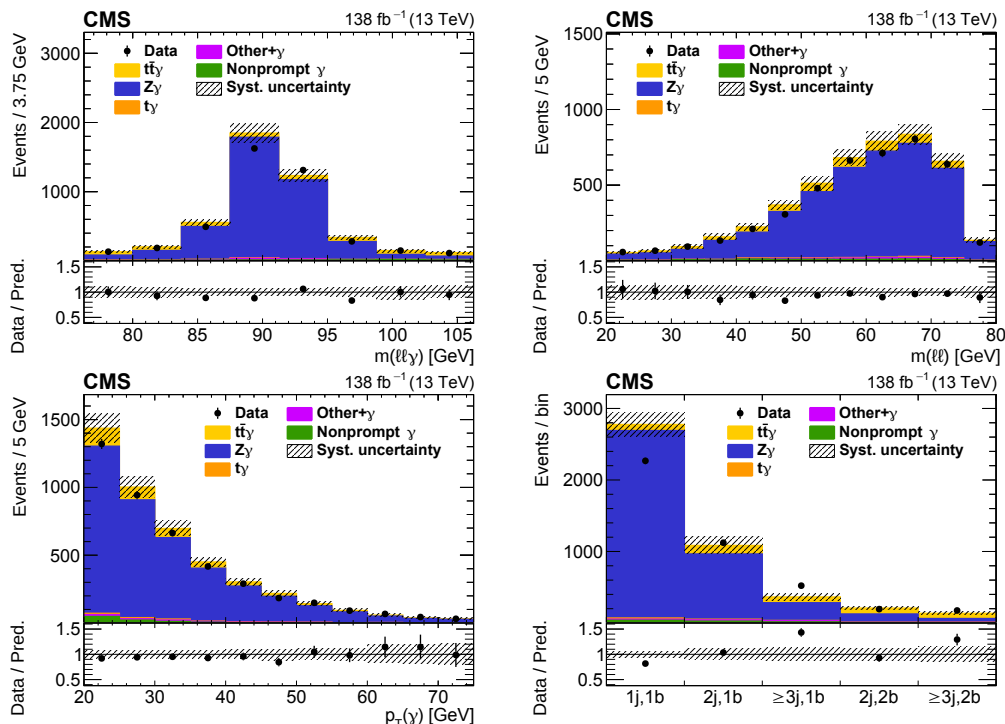 CMS 138 fb⁻¹ (13 TeV)
Events / 3.75 GeV
3000
2000
1000
Data
tt̄γ
Zγ
tγ
Other+γ
Nonprompt γ
Syst. uncertainty
Data / Pred.
1.5
1
0.5
80 85 90 95 100 105
m(ℓℓγ) [GeV]
CMS 138 fb⁻¹ (13 TeV)
Events / 5 GeV
1500
1000
500
Data
tt̄γ
Zγ
tγ
Other+γ
Nonprompt γ
Syst. uncertainty
Data / Pred.
1.5
1
0.5
20 30 40 50 60 70 80
m(ℓℓ) [GeV]
CMS 138 fb⁻¹ (13 TeV)
Events / 5 GeV
1500
1000
500
Data
tt̄γ
Zγ
tγ
Other+γ
Nonprompt γ
Syst. uncertainty
Data / Pred.
1.5
1
0.5
20 30 40 50 60 70
p_T(γ) [GeV]
CMS 138 fb⁻¹ (13 TeV)
Events / bin
3000
2000
1000
Data
tt̄γ
Zγ
tγ
Other+γ
Nonprompt γ
Syst. uncertainty
Data / Pred.
1.5
1
0.5
1j,1b 2j,1b ≥3j,1b 2j,2b ≥3j,2b